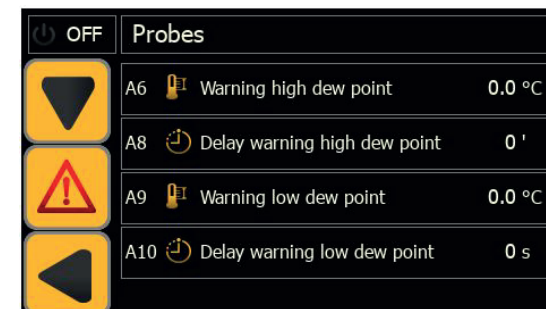 OFF Probes
A6 Warning high dew point 0.0 °C
A8 Delay warning high dew point 0 '
A9 Warning low dew point 0.0 °C
A10 Delay warning low dew point 0 s